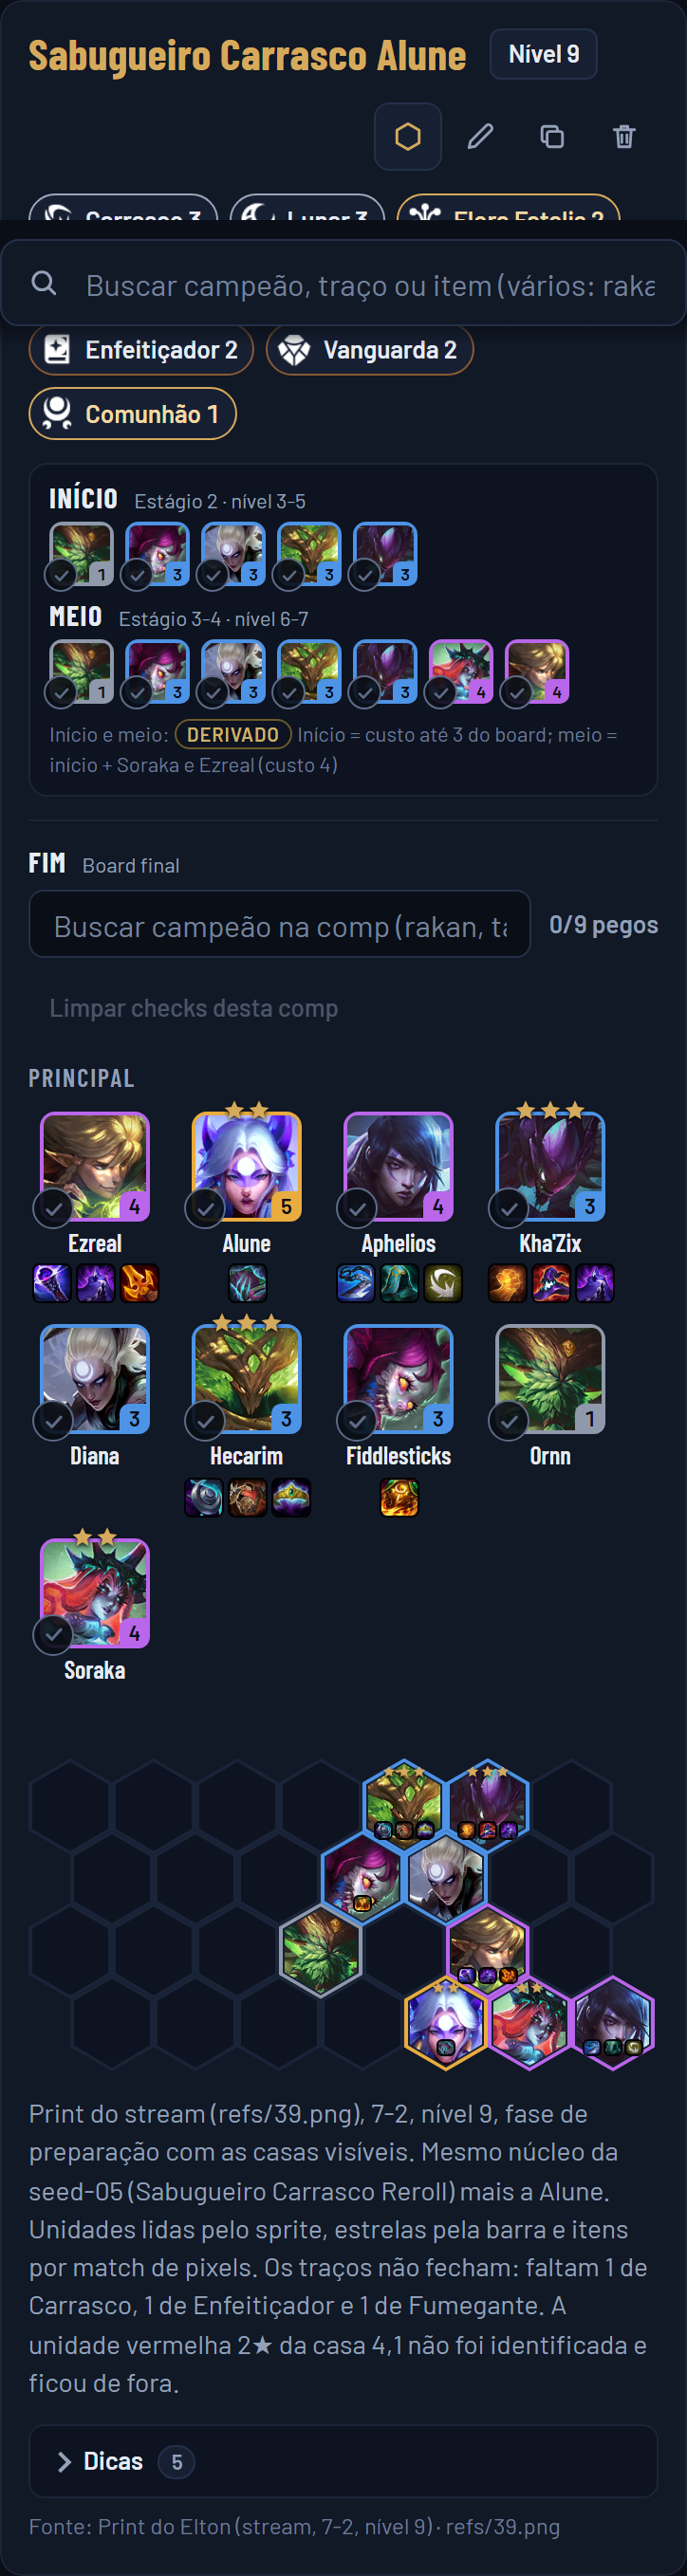 Sabugueiro Carrasco Alune Nível 9
Carrasco 3 Lunar 3 Flora Fatalis 2
Buscar campeão, traço ou item (vários: raka
Enfeitiçador 2 Vanguarda 2
Comunhão 1
INÍCIO Estágio 2 · nível 3-5
1 3 3 3 3
MEIO Estágio 3-4 · nível 6-7
1 3 3 3 3 4 4
Início e meio: DERIVADO Início = custo até 3 do board; meio =
início + Soraka e Ezreal (custo 4)
FIM Board final
Buscar campeão na comp (rakan, ta 0/9 pegos
Limpar checks desta comp
PRINCIPAL
4 5 4 3
Ezreal Alune Aphelios Kha'Zix
3 3 3 1
Diana Hecarim Fiddlesticks Ornn
4
Soraka
Print do stream (refs/39.png), 7-2, nível 9, fase de
preparação com as casas visíveis. Mesmo núcleo da
seed-05 (Sabugueiro Carrasco Reroll) mais a Alune.
Unidades lidas pelo sprite, estrelas pela barra e itens
por match de pixels. Os traços não fecham: faltam 1 de
Carrasco, 1 de Enfeitiçador e 1 de Fumegante. A
unidade vermelha 2★ da casa 4,1 não foi identificada e
ficou de fora.
Dicas 5
Fonte: Print do Elton (stream, 7-2, nível 9) · refs/39.png